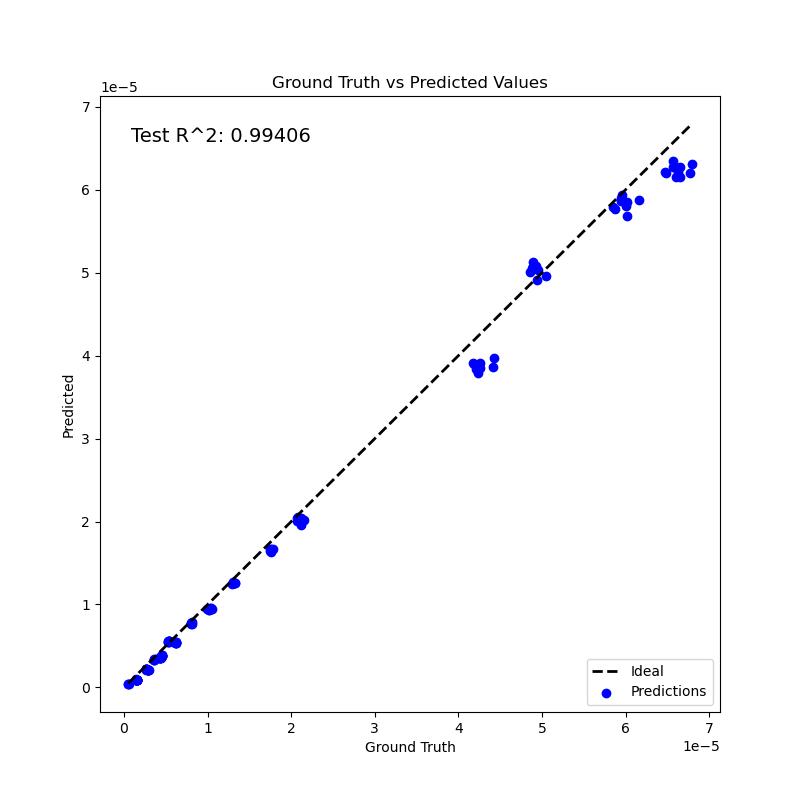 Ground Truth vs Predicted Values
1e−5
Test R^2: 0.99406
7
6
5
4
3
2
1
0
Predicted
Ideal
Predictions
0 1 2 3 4 5 6 7
Ground Truth
1e−5